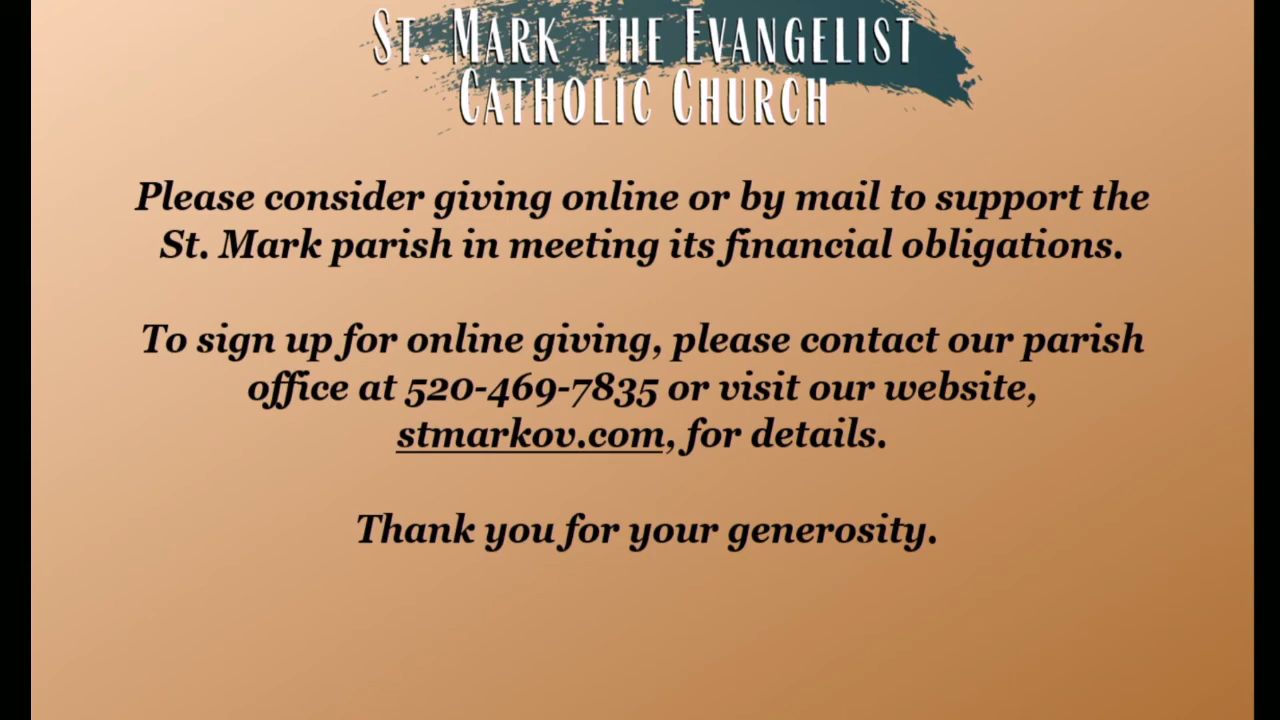 St. Mark the Evangelist
Catholic Church
Please consider giving online or by mail to support the
St. Mark parish in meeting its financial obligations.
To sign up for online giving, please contact our parish
office at 520-469-7835 or visit our website,
stmarkov.com, for details.
Thank you for your generosity.